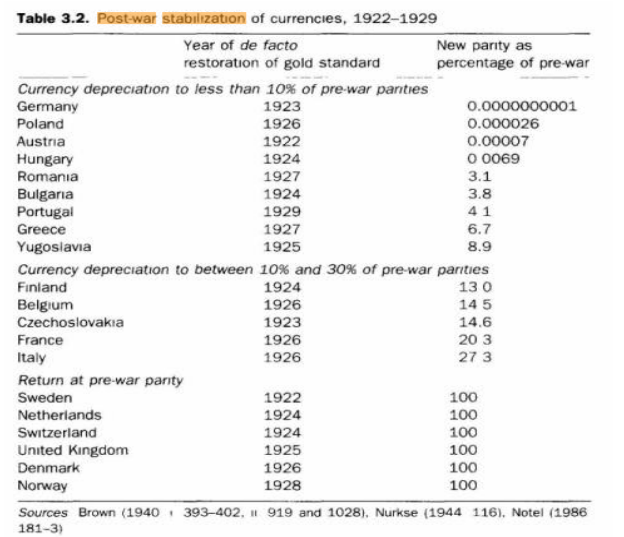 Table 3.2. Post-war stabilization of currencies, 1922–1929
Year of de facto New parity as
restoration of gold standard percentage of pre-war
Currency depreciation to less than 10% of pre-war parities
Germany 1923 0.0000000001
Poland 1926 0.000026
Austria 1922 0.00007
Hungary 1924 0 0069
Romania 1927 3.1
Bulgaria 1924 3.8
Portugal 1929 4 1
Greece 1927 6.7
Yugoslavia 1925 8.9
Currency depreciation to between 10% and 30% of pre-war parities
Finland 1924 13 0
Belgium 1926 14 5
Czechoslovakia 1923 14.6
France 1926 20 3
Italy 1926 27 3
Return at pre-war parity
Sweden 1922 100
Netherlands 1924 100
Switzerland 1924 100
United Kingdom 1925 100
Denmark 1926 100
Norway 1928 100
Sources Brown (1940 i 393–402, ii 919 and 1028), Nurkse (1944 116), Notel (1986
181–3)